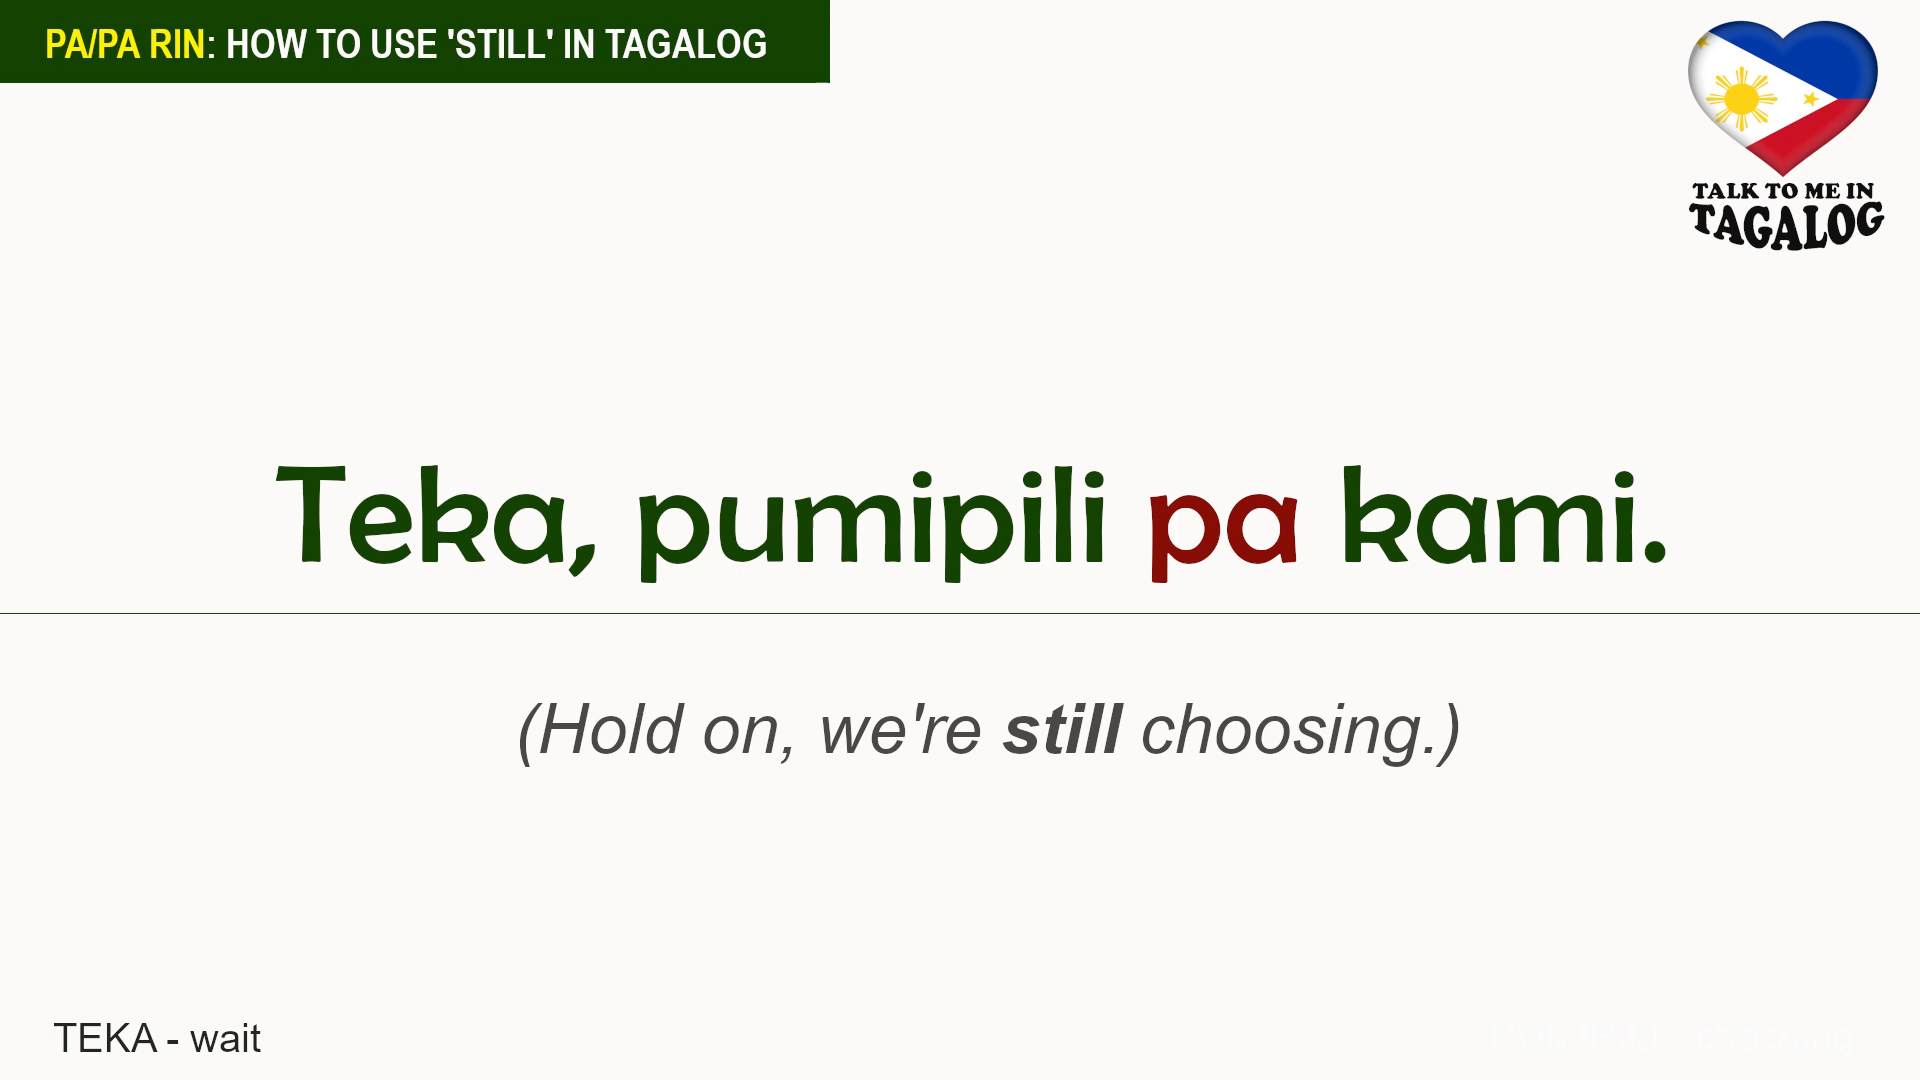 PA/PA RIN: HOW TO USE 'STILL' IN TAGALOG
TALK TO ME IN
TAGALOG
Teka, pumipili pa kami.
(Hold on, we're still choosing.)
TEKA - wait